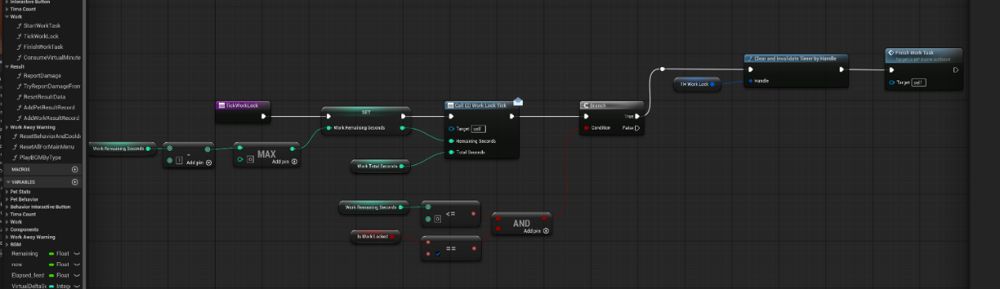 Interactive Button
Time Count
Work
StartWorkTask
TickWorkLock
FinishWorkTask
ConsumeVirtualMinute
Result
ReportDamage
TryReportDamageFron
ResetResultData
AddPetResultRecord
AddWorkResultRecord
Work Away Warning
ResetBehaviorAndCooldo
ResetAllForMainMenu
PlayBGMByType
MACROS
VARIABLES
Pet Stats
Pet Behavior
Behavior Interactive Button
Time Count
Work
Components
Work Away Warning
BGM
Remaining Float
now Float
Elapsed_feed Float
VirtualDeltaSe Integ
TickWorkLock
SET
Work Remaining Seconds
Work Remaining Seconds
-
1
Add pin
MAX
0
Add pin
Call ED Work Lock Tick
Target self
Remaining Seconds
Total Seconds
Work Total Seconds
Branch
Condition
True
False
Work Remaining Seconds
<=
0
Is Work Locked
==
AND
Add pin
TH Work Lock
Clear and Invalidate Timer by Handle
Handle
Finish Work Task
Target is BP Game Instance
Target self